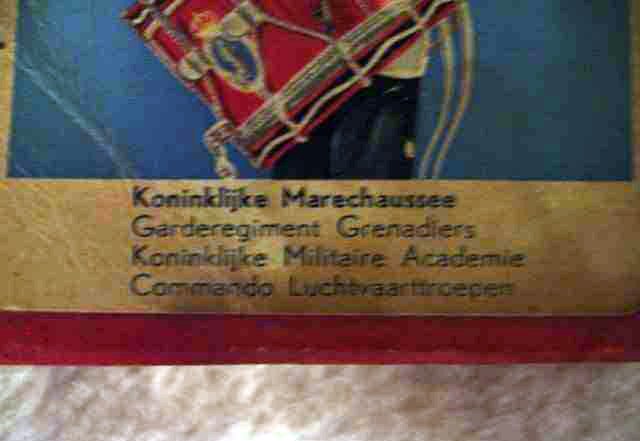 Koninklijke Marechaussee
Garderegiment Grenadiers
Koninklijke Militaire Academie
Commando Luchtvaarttroepen